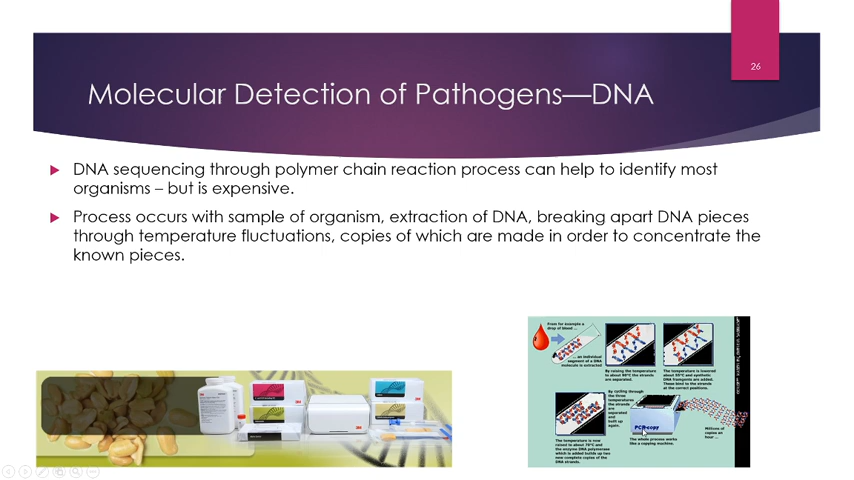 26
Molecular Detection of Pathogens—DNA
DNA sequencing through polymer chain reaction process can help to identify most
organisms – but is expensive.
Process occurs with sample of organism, extraction of DNA, breaking apart DNA pieces
through temperature fluctuations, copies of which are made in order to concentrate the
known pieces.
From for example a
drop of blood ...
... an individual
segment of a DNA
molecule is extracted
By raising the temperature
to about 90°C the strands
are separated.
The temperature is lowered
about 55°C and synthetic
DNA fragments are added.
These bind to the strands
at the correct positions.
By cycling through
the three
temperatures
the strands
are
separated
and
built up
again.
PCR-copy
The whole process works
like a copying machine.
Millions of
copies an
hour ...
The temperature is now
raised to about 70°C and
the enzyme DNA polymerase
which is added builds up two
new complete copies of the
DNA strands.
3M
3M